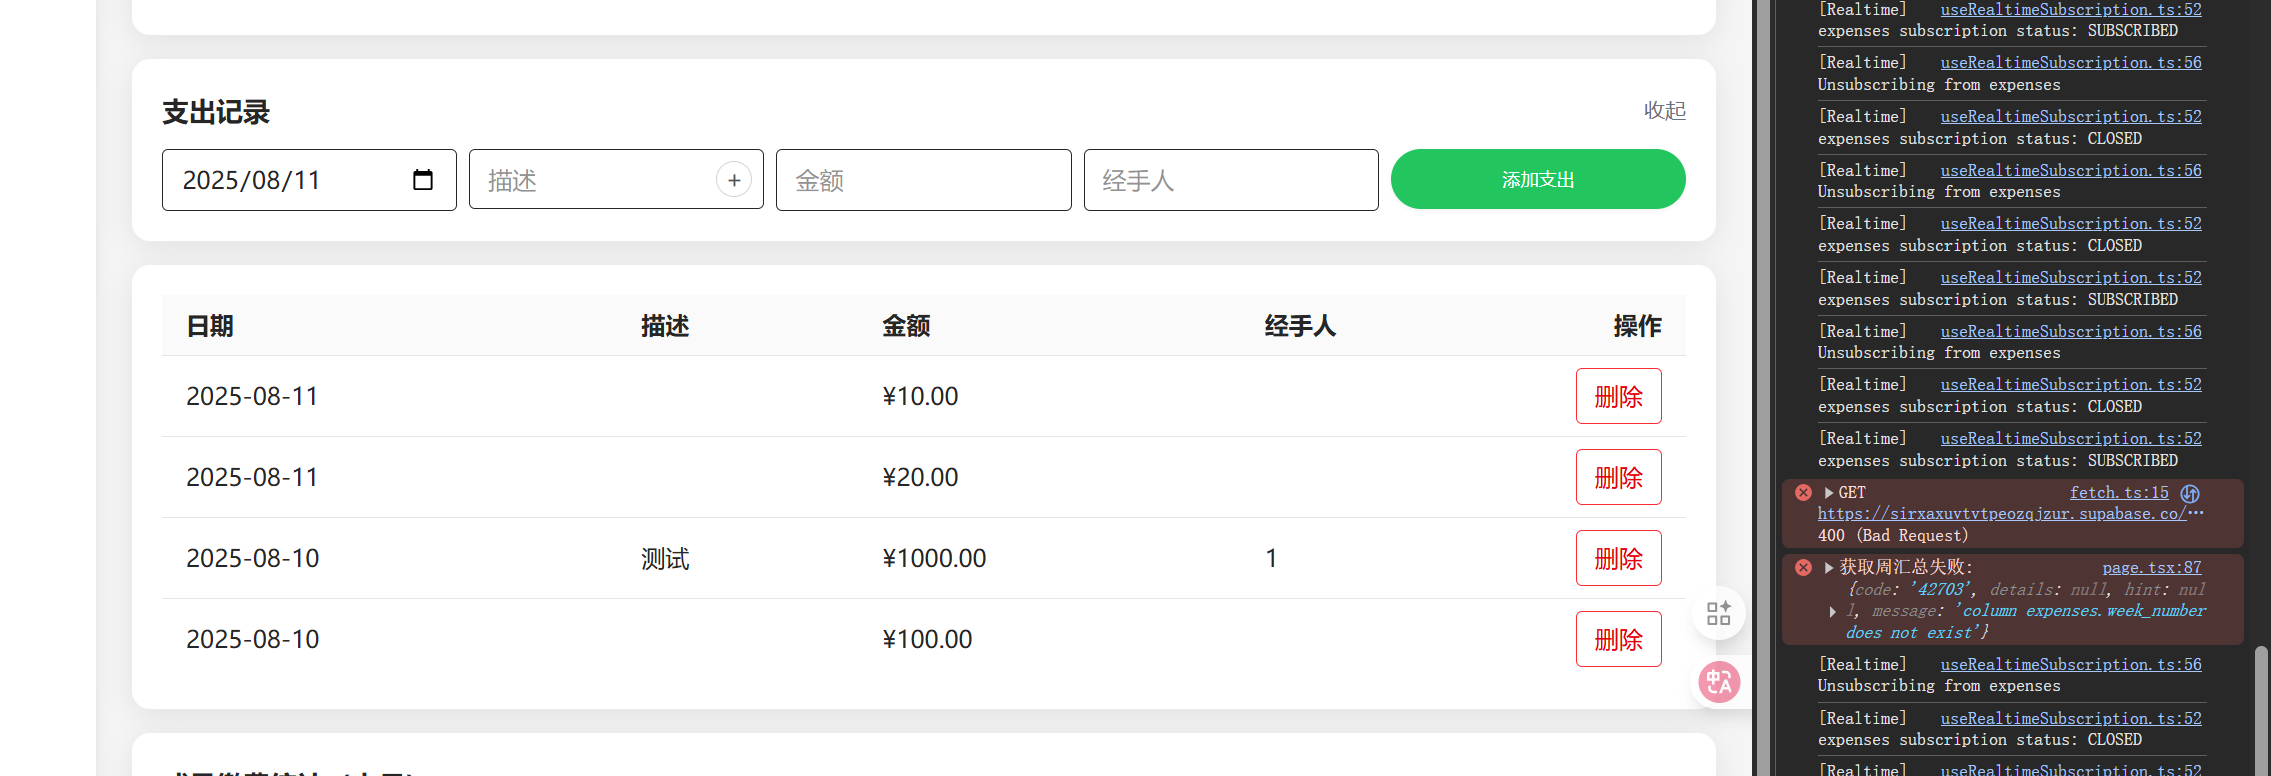 支出记录
收起
2025/08/11
描述
+
金额
经手人
添加支出
日期 描述 金额 经手人 操作
2025-08-11 ¥10.00 删除
2025-08-11 ¥20.00 删除
2025-08-10 测试 ¥1000.00 1 删除
2025-08-10 ¥100.00 删除
[Realtime] useRealtimeSubscription.ts:52
expenses subscription status: SUBSCRIBED
[Realtime] useRealtimeSubscription.ts:56
Unsubscribing from expenses
[Realtime] useRealtimeSubscription.ts:52
expenses subscription status: CLOSED
[Realtime] useRealtimeSubscription.ts:56
Unsubscribing from expenses
[Realtime] useRealtimeSubscription.ts:52
expenses subscription status: CLOSED
[Realtime] useRealtimeSubscription.ts:52
expenses subscription status: SUBSCRIBED
[Realtime] useRealtimeSubscription.ts:56
Unsubscribing from expenses
[Realtime] useRealtimeSubscription.ts:52
expenses subscription status: CLOSED
[Realtime] useRealtimeSubscription.ts:52
expenses subscription status: SUBSCRIBED
GET fetch.ts:15
https://sirxaxuvtvtpeozqjzur.supabase.co/…
400 (Bad Request)
获取周汇总失败: page.tsx:87
{code: '42703', details: null, hint: nul
l, message: 'column expenses.week_number
does not exist'}
[Realtime] useRealtimeSubscription.ts:56
Unsubscribing from expenses
[Realtime] useRealtimeSubscription.ts:52
expenses subscription status: CLOSED
[Realtime] useRealtimeSubscription.ts:52